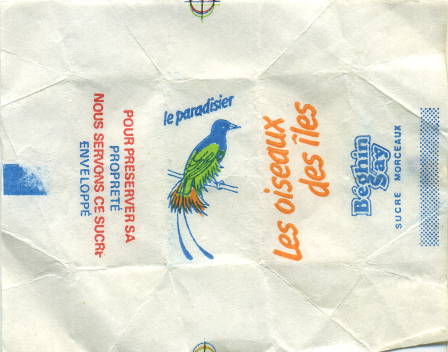 le paradisier
POUR PRESERVER SA
PROPRETÉ
NOUS SERVONS CE SUCRE
ENVELOPPÉ
Les oiseaux
des îles
Béghin
Say
SUCRE MORCEAUX